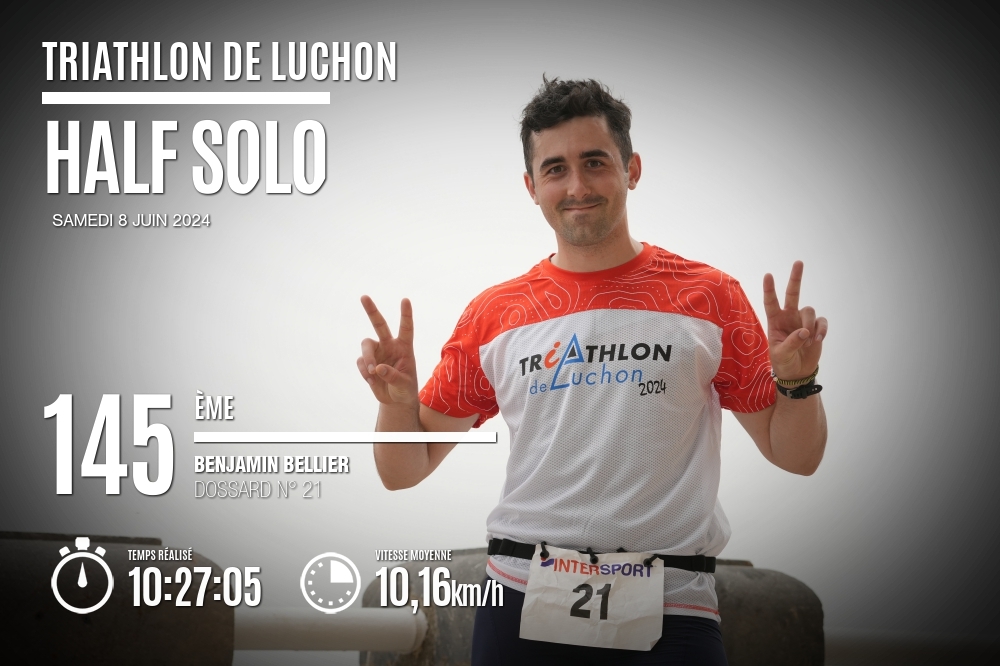 TRIATHLON DE LUCHON
HALF SOLO
SAMEDI 8 JUIN 2024
TRiATHLON
de Luchon
2024
145 ÈME
BENJAMIN BELLIER
DOSSARD N° 21
TEMPS RÉALISÉ
10:27:05
VITESSE MOYENNE
10,16km/h
INTERSPORT
21